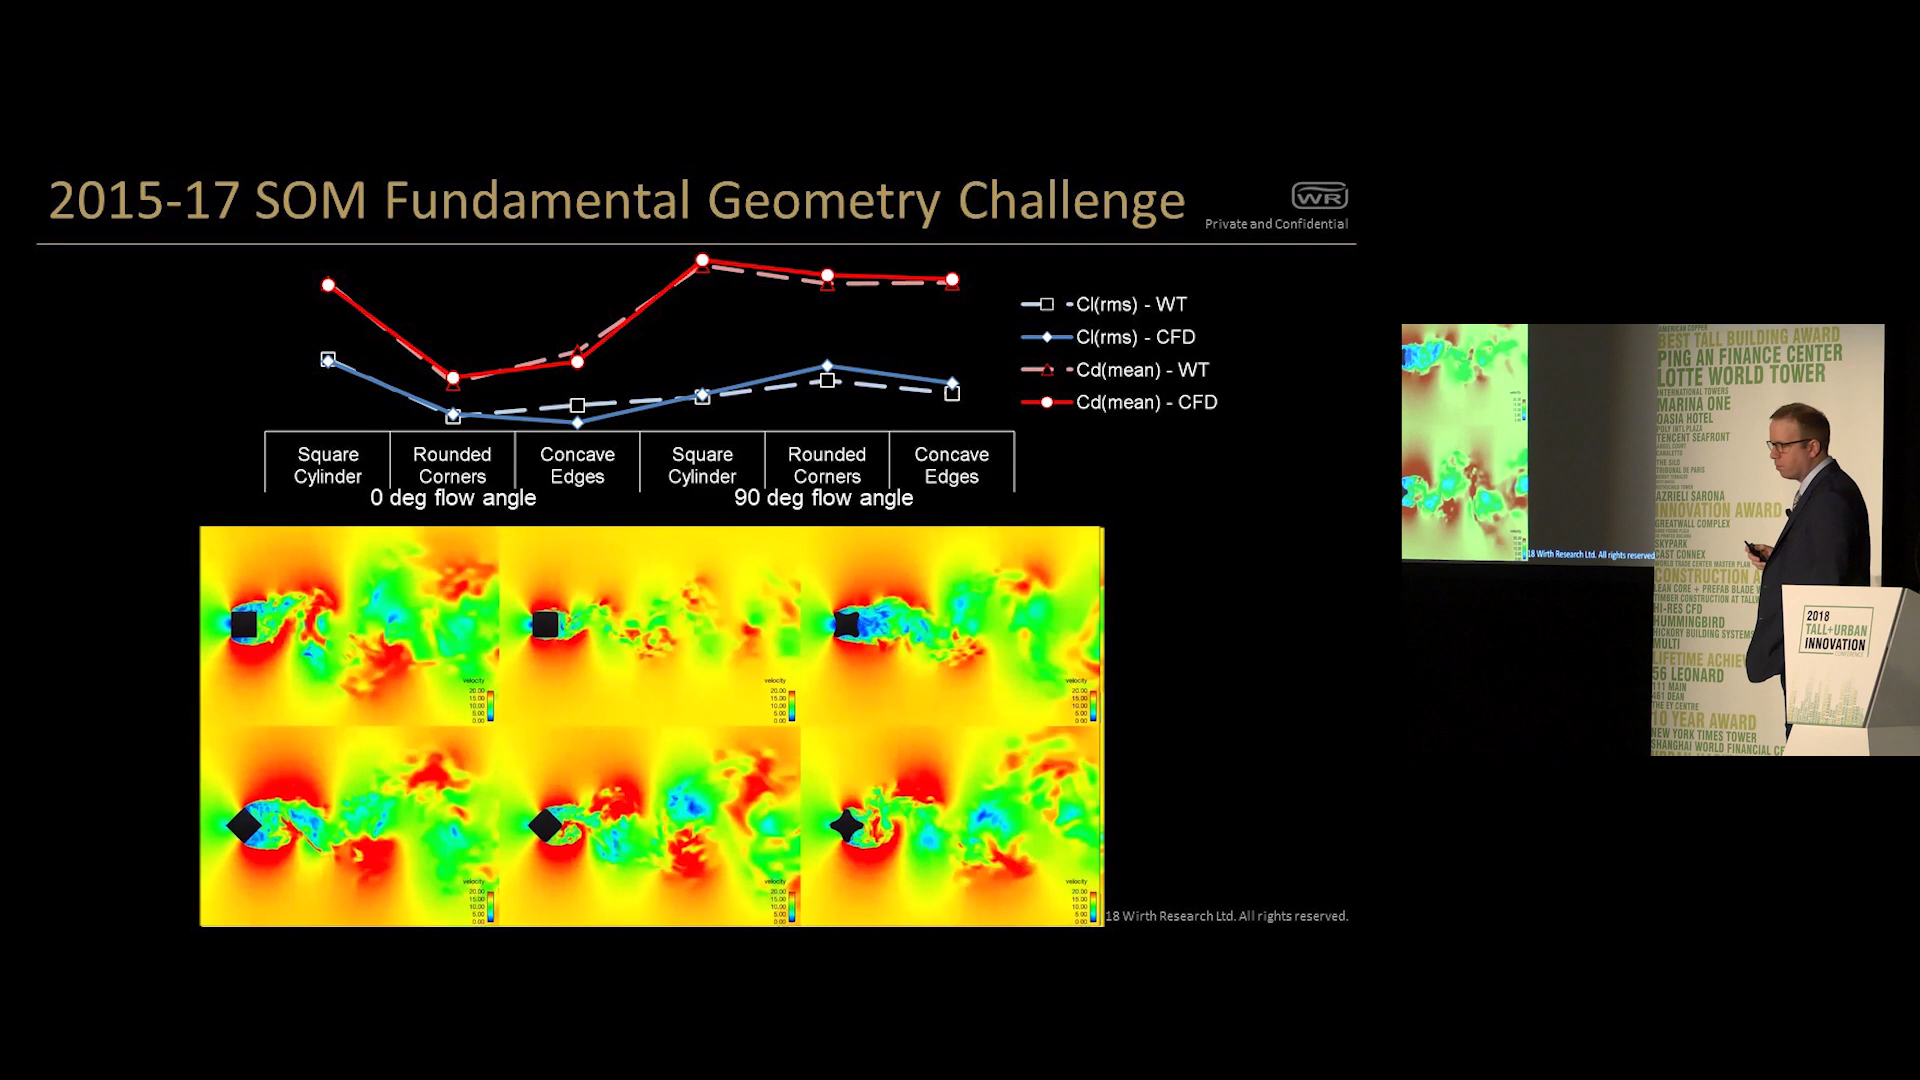 2015-17 SOM Fundamental Geometry Challenge
WR
Private and Confidential
Cl(rms) - WT
Cl(rms) - CFD
Cd(mean) - WT
Cd(mean) - CFD
Square Cylinder
Rounded Corners
Concave Edges
Square Cylinder
Rounded Corners
Concave Edges
0 deg flow angle
90 deg flow angle
velocity
20.00
15.00
10.00
5.00
0.00
velocity
20.00
15.00
10.00
5.00
0.00
velocity
20.00
15.00
10.00
5.00
0.00
velocity
20.00
15.00
10.00
5.00
0.00
velocity
20.00
15.00
10.00
5.00
0.00
velocity
20.00
15.00
10.00
5.00
0.00
18 Wirth Research Ltd. All rights reserved.
18 Wirth Research Ltd. All rights reserved
AMERICAN COPPER
BEST TALL BUILDING AWARD
PING AN FINANCE CENTER
LOTTE WORLD TOWER
INTERNATIONAL TOWERS
MARINA ONE
OASIA HOTEL
POLY INTL PLAZA
TENCENT SEAFRONT
CANALETTO
THE SILO
TRIBUNAL DE PARIS
AZRIELI SARONA
INNOVATION AWARD
GREATWALL COMPLEX
SKYPARK
CAST CONNEX
WORLD TRADE CENTER MASTER PLAN
CONSTRUCTION A
LEAN CORE + PREFAB BLADE
TIMBER CONSTRUCTION AT TALL
HI-RES CFD
HUMMINGBIRD
HICKORY BUILDING SYSTEMS
MULTI
LIFETIME ACHIEV
56 LEONARD
111 MAIN
461 DEAN
THE EY CENTRE
10 YEAR AWARD
NEW YORK TIMES TOWER
SHANGHAI WORLD FINANCIAL CE
2018
TALL+URBAN
INNOVATION
CONFERENCE